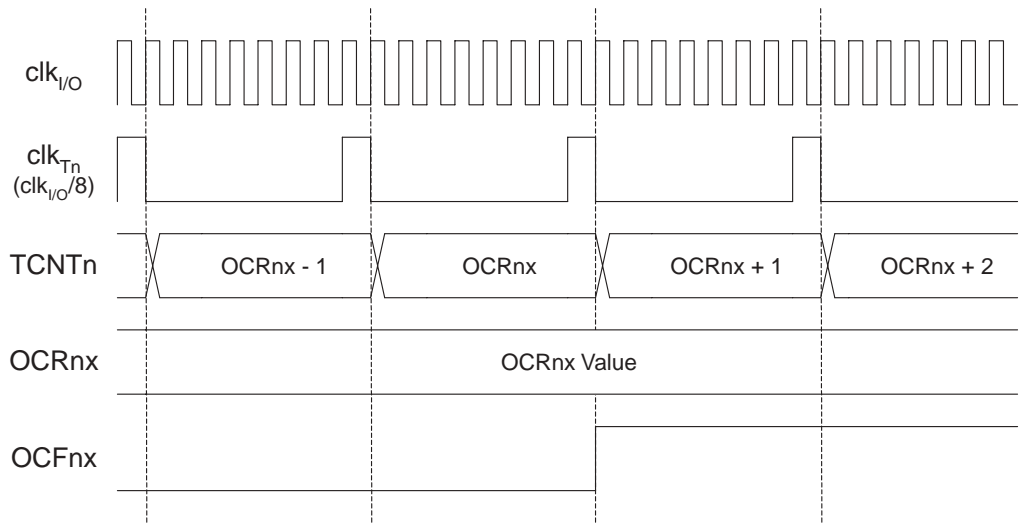 clkI/O
clkTn
(clkI/O/8)
TCNTn OCRnx - 1 OCRnx OCRnx + 1 OCRnx + 2
OCRnx OCRnx Value
OCFnx